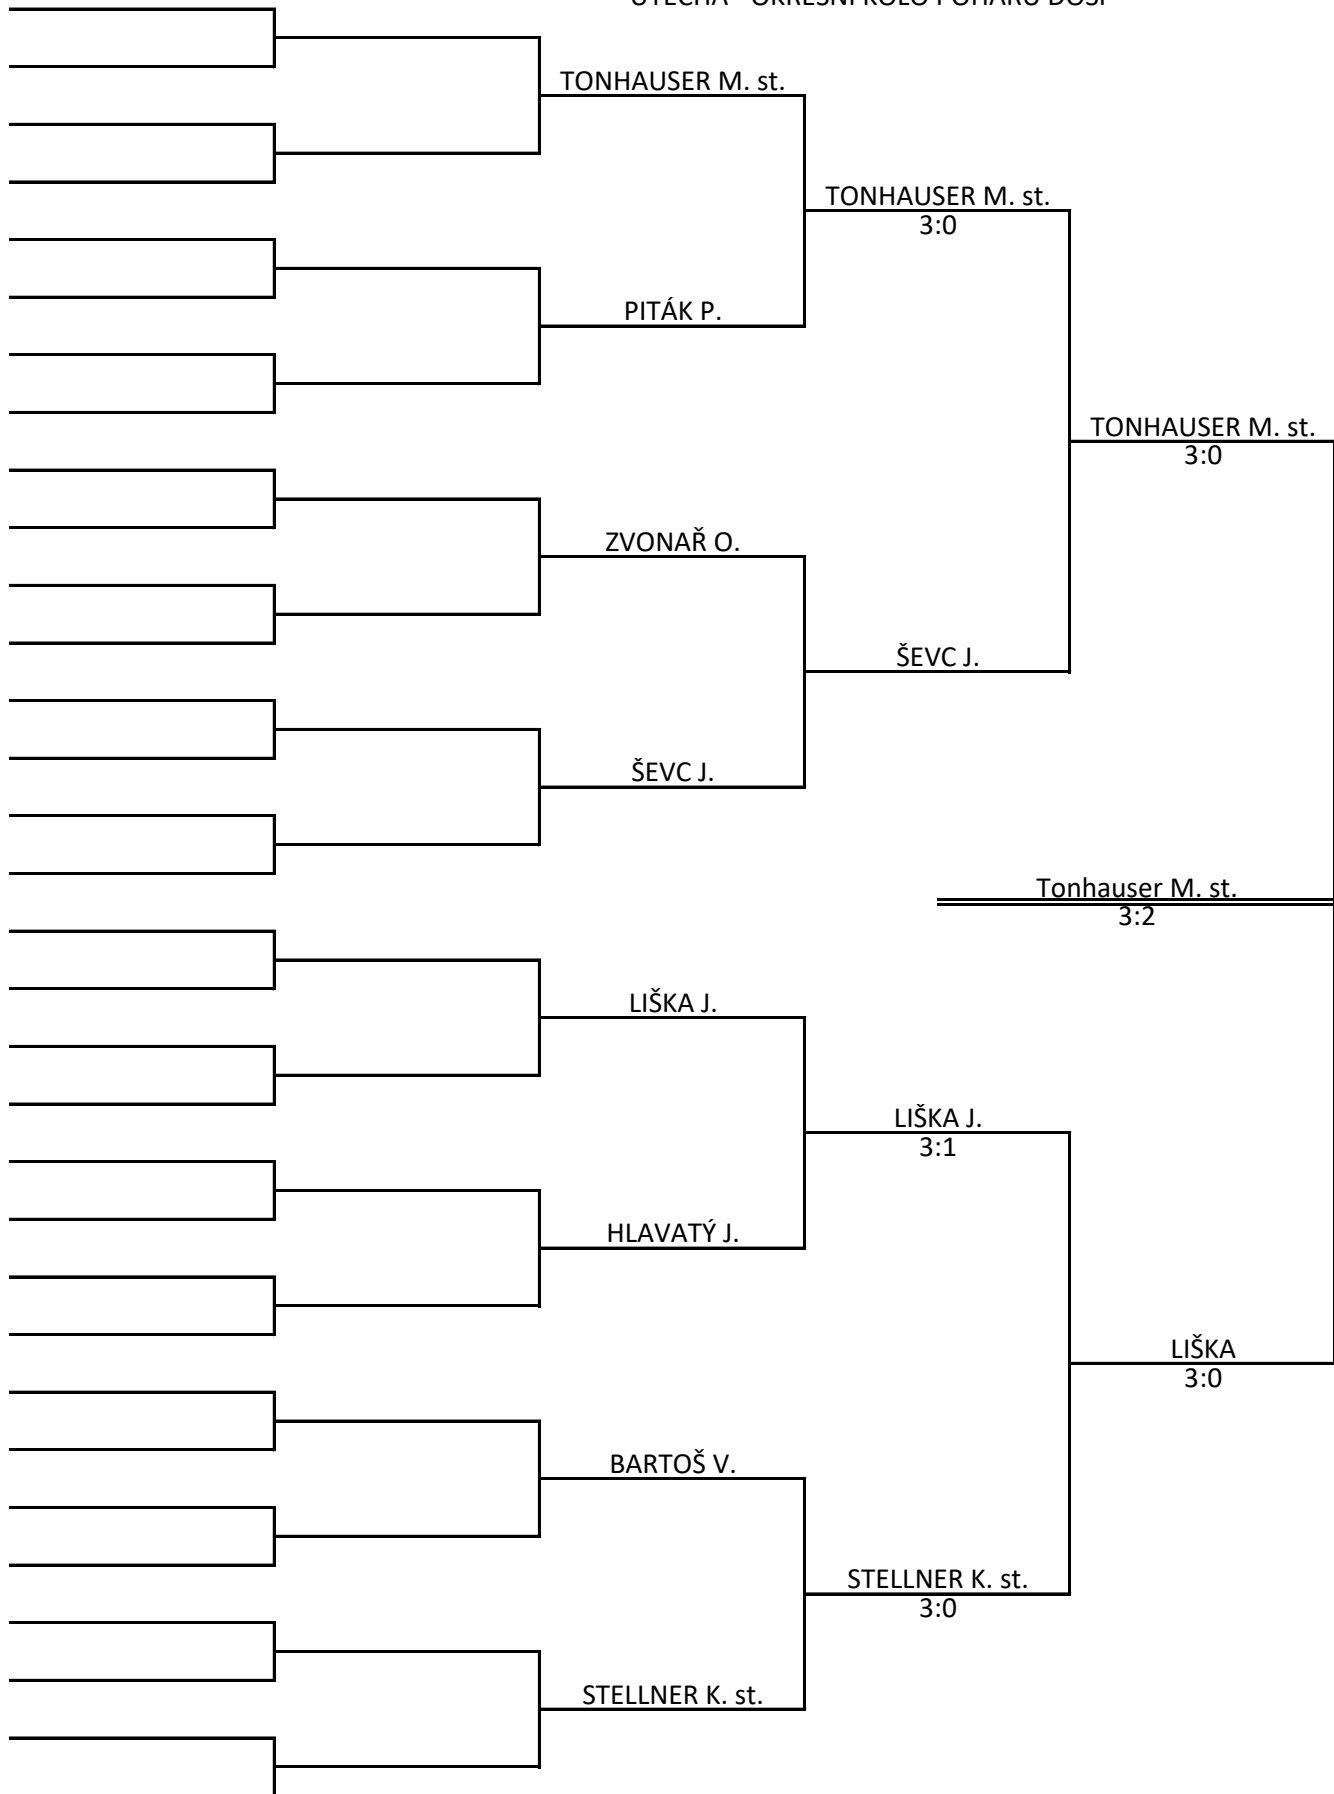 TONHAUSER M. st.
TONHAUSER M. st.
3:0
PITÁK P.
TONHAUSER M. st.
3:0
ZVONAŘ O.
ŠEVC J.
ŠEVC J.
Tonhauser M. st.
3:2
LIŠKA J.
LIŠKA J.
3:1
HLAVATÝ J.
LIŠKA
3:0
BARTOŠ V.
STELLNER K. st.
3:0
STELLNER K. st.